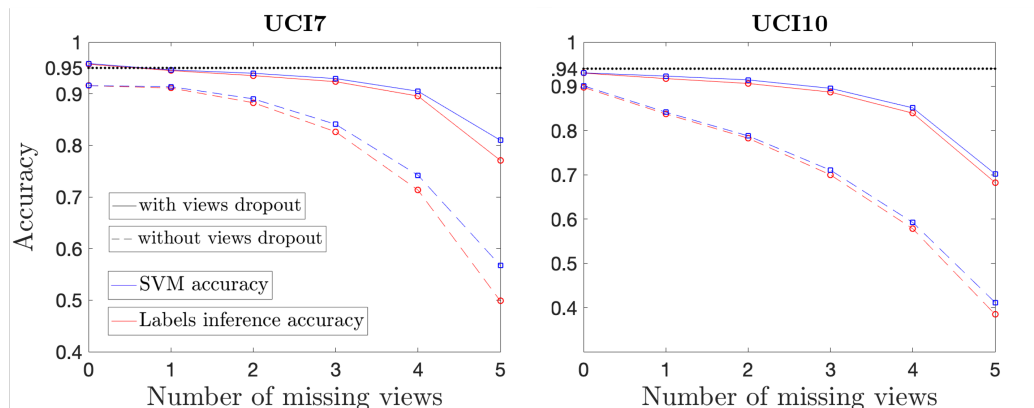 UCI7
1
0.95
0.9
0.8
0.7
0.6
0.5
0.4
Accuracy
with views dropout
without views dropout
SVM accuracy
Labels inference accuracy
0 1 2 3 4 5
Number of missing views
UCI10
1
.94
0.9
0.8
0.7
0.6
0.5
0.4
0 1 2 3 4 5
Number of missing views